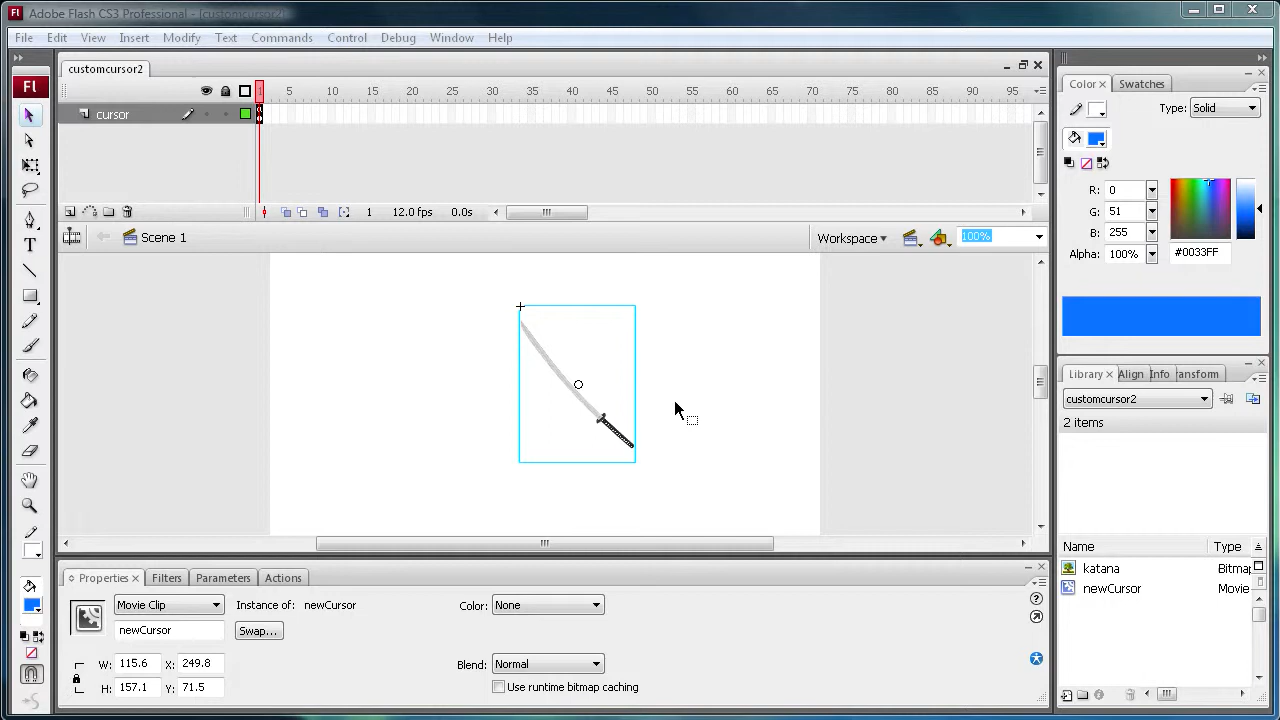 Fl Adobe Flash CS3 Professional - [customcursor2]
File Edit View Insert Modify Text Commands Control Debug Window Help
customcursor2
1 5 10 15 20 25 30 35 40 45 50 55 60 65 70 75 80 85 90 95
cursor
1 12.0 fps 0.0s
Scene 1 Workspace 100%
Fl
T
Color Swatches
Type: Solid
R: 0
G: 51
B: 255 #0033FF
Alpha: 100%
Library Align Info ransform
customcursor2
2 items
Name Type
katana Bitmap
newCursor Movie
Properties Filters Parameters Actions
Movie Clip Instance of: newCursor Color: None
newCursor Swap...
W: 115.6 X: 249.8 Blend: Normal
H: 157.1 Y: 71.5 Use runtime bitmap caching